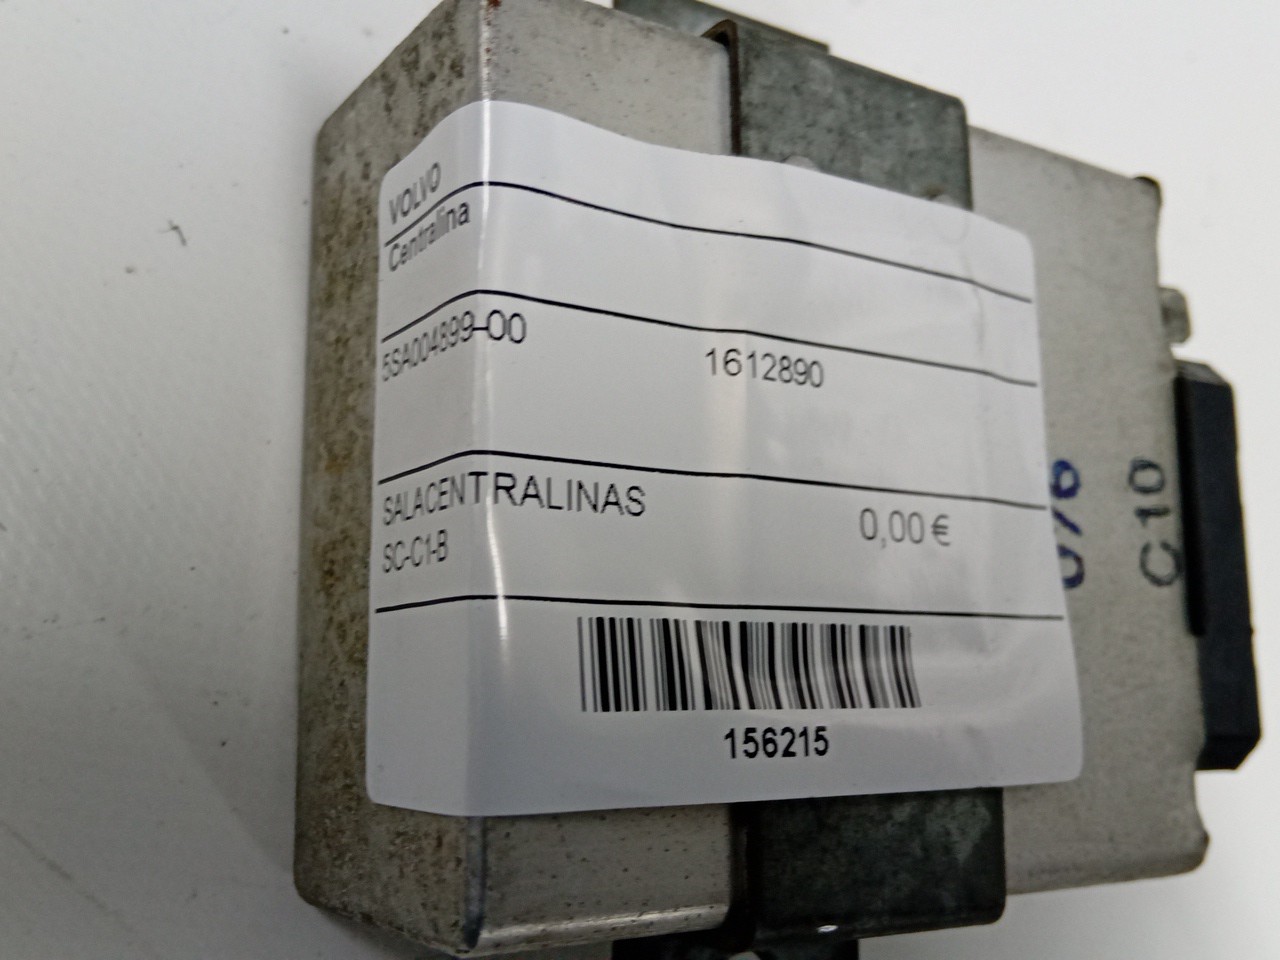 VOLVO
Centralina
5SA004899-00 1612890
SALACENTRALINAS 0,00 €
SC-C1-B
156215
C10